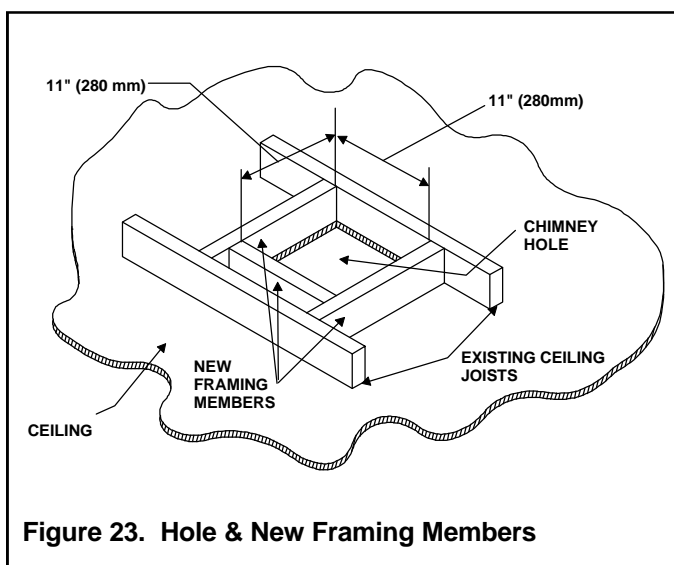 11" (280 mm)
11" (280mm)
CHIMNEY
HOLE
NEW
FRAMING
MEMBERS
EXISTING CEILING
JOISTS
CEILING
Figure 23. Hole & New Framing Members